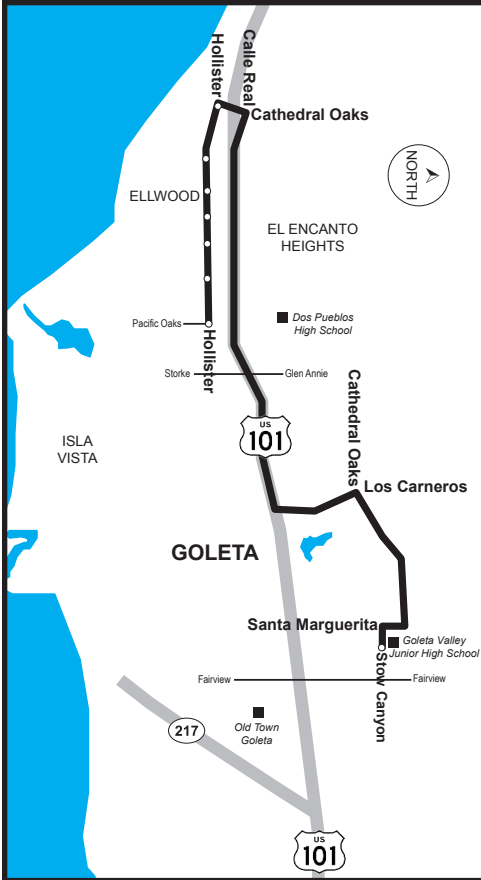 Hollister
Calle Real
Cathedral Oaks
NORTH
ELLWOOD
EL ENCANTO
HEIGHTS
Pacific Oaks
Hollister
Dos Pueblos
High School
Storke
Glen Annie
Cathedral Oaks
US
101
ISLA
VISTA
Los Carneros
GOLETA
Santa Marguerita
Goleta Valley
Junior High School
Stow Canyon
Fairview
Fairview
217
Old Town
Goleta
US
101